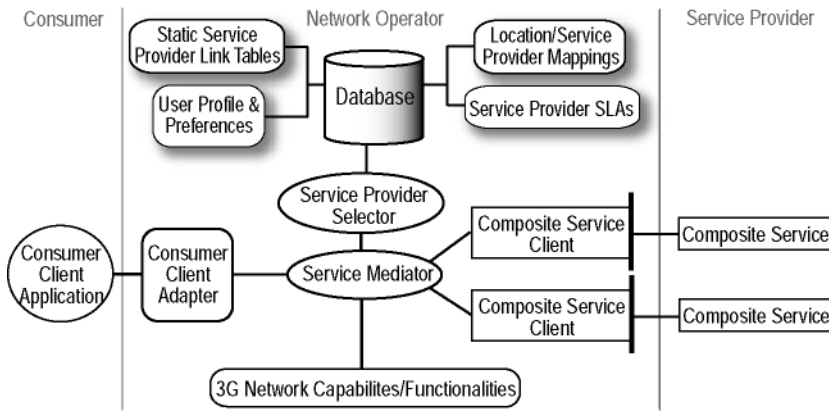 Consumer
Network Operator
Service Provider
Static Service
Provider Link Tables
User Profile &
Preferences
Database
Location/Service
Provider Mappings
Service Provider SLAs
Service Provider
Selector
Consumer
Client
Application
Consumer
Client
Adapter
Service Mediator
Composite Service
Client
Composite Service
Composite Service
Client
Composite Service
3G Network Capabilites/Functionalities